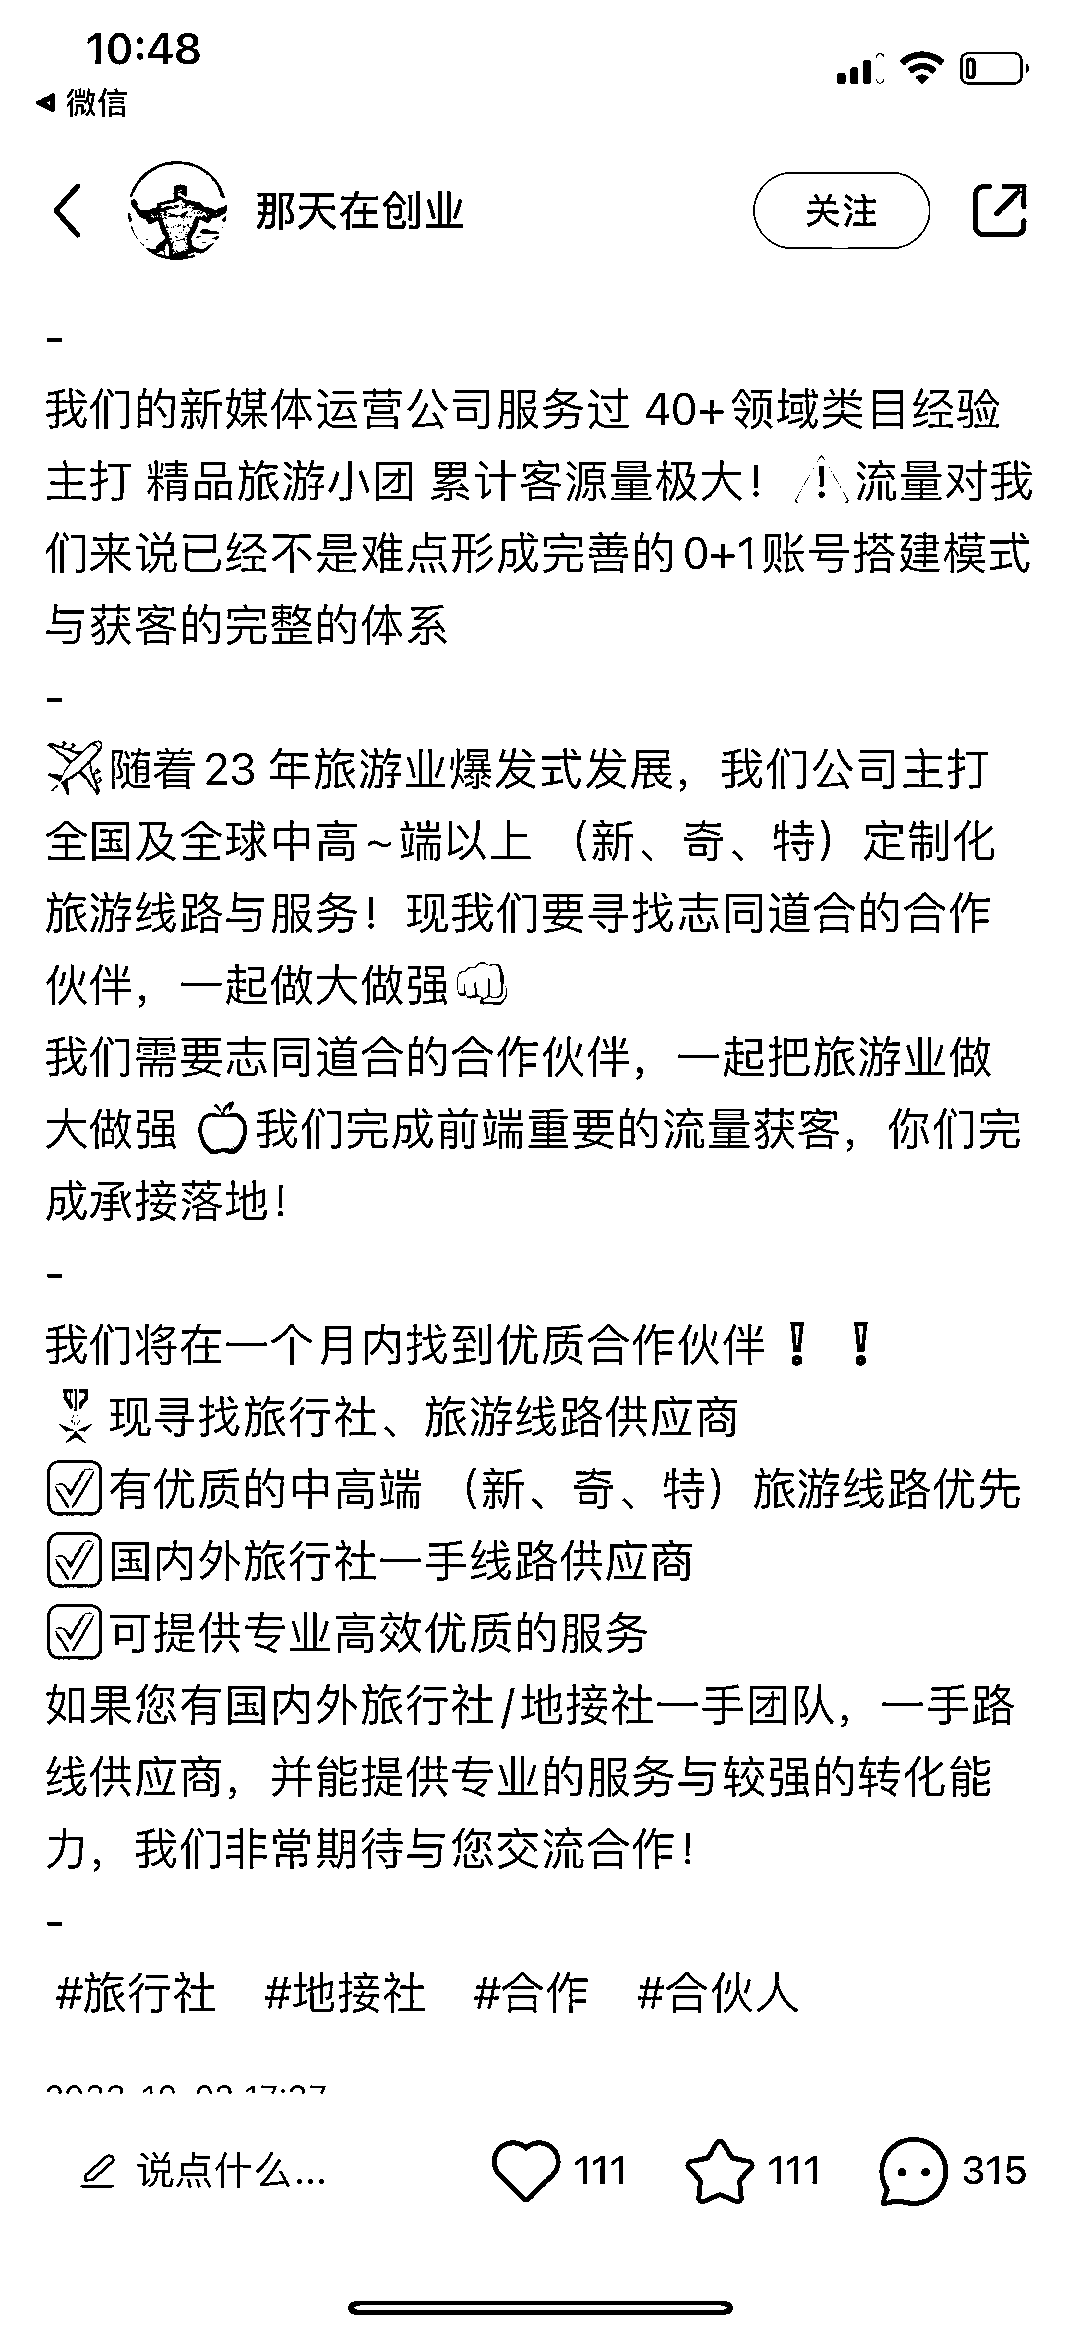 10:48
微信
那天在创业
关注
-
我们的新媒体运营公司服务过 40+领域类目经验
主打 精品旅游小团 累计客源量极大！⚠️流量对我
们来说已经不是难点形成完善的0+1账号搭建模式
与获客的完整的体系
-
✈️随着23 年旅游业爆发式发展，我们公司主打
全国及全球中高~端以上 （新、奇、特）定制化
旅游线路与服务！现我们要寻找志同道合的合作
伙伴，一起做大做强👊
我们需要志同道合的合作伙伴，一起把旅游业做
大做强 🍎我们完成前端重要的流量获客，你们完
成承接落地！
-
我们将在一个月内找到优质合作伙伴❗️❗️
🎖现寻找旅行社、旅游线路供应商
✅有优质的中高端 （新、奇、特）旅游线路优先
✅国内外旅行社一手线路供应商
✅可提供专业高效优质的服务
如果您有国内外旅行社/地接社一手团队，一手路
线供应商，并能提供专业的服务与较强的转化能
力，我们非常期待与您交流合作！
-
#旅行社 #地接社 #合作 #合伙人
说点什么...
111
111
315